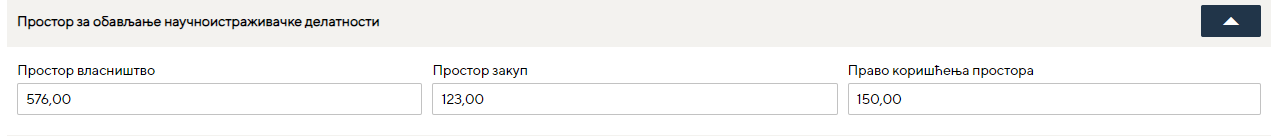 Простор за обављање научноистраживачке делатности
Простор власништво Простор закуп Право коришћења простора
576,00 123,00 150,00